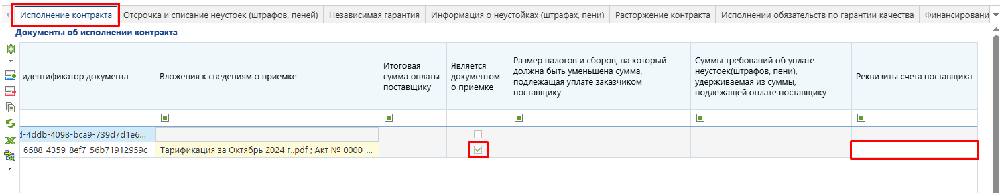 Исполнение контракта Отсрочка и списание неустоек (штрафов, пеней) Независимая гарантия Информация о неустойках (штрафах, пени) Расторжение контракта Исполнении обязательств по гарантии качества Финансировани
Документы об исполнении контракта
идентификатор документа
Вложения к сведениям о приемке
Итоговая
сумма оплаты
поставщику
Является
документом
о приемке
Размер налогов и сборов, на который
должна быть уменьшена сумма,
подлежащая уплате заказчиком
поставщику
Суммы требований об уплате
неустоек(штрафов, пени),
удерживаемая из суммы,
подлежащей оплате поставщику
Реквизиты счета поставщика
d-4ddb-4098-bca9-739d7d1e6...
-6688-4359-8ef7-56b71912959c Тарификация за Октябрь 2024 г..pdf ; Акт № 0000-...